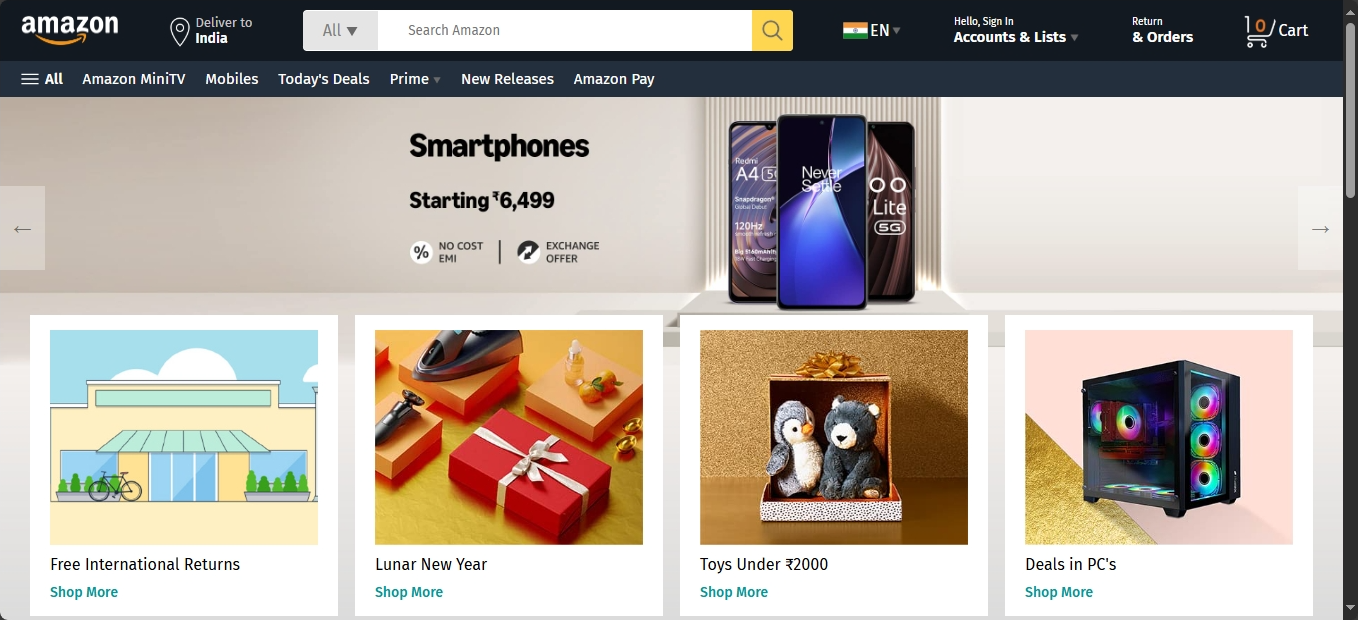 amazon
Deliver to
India
All ▼
Search Amazon
EN ▾
Hello, Sign In
Accounts & Lists ▾
Return
& Orders
0
Cart
All
Amazon MiniTV
Mobiles
Today's Deals
Prime ▾
New Releases
Amazon Pay
Smartphones
Starting ₹6,499
% NO COST
EMI
EXCHANGE
OFFER
Redmi
A4
Snapdragon
Global Debut
120Hz
Never
Settle
Lite
5G
←
→
Free International Returns
Shop More
Lunar New Year
Shop More
Toys Under ₹2000
Shop More
Deals in PC's
Shop More